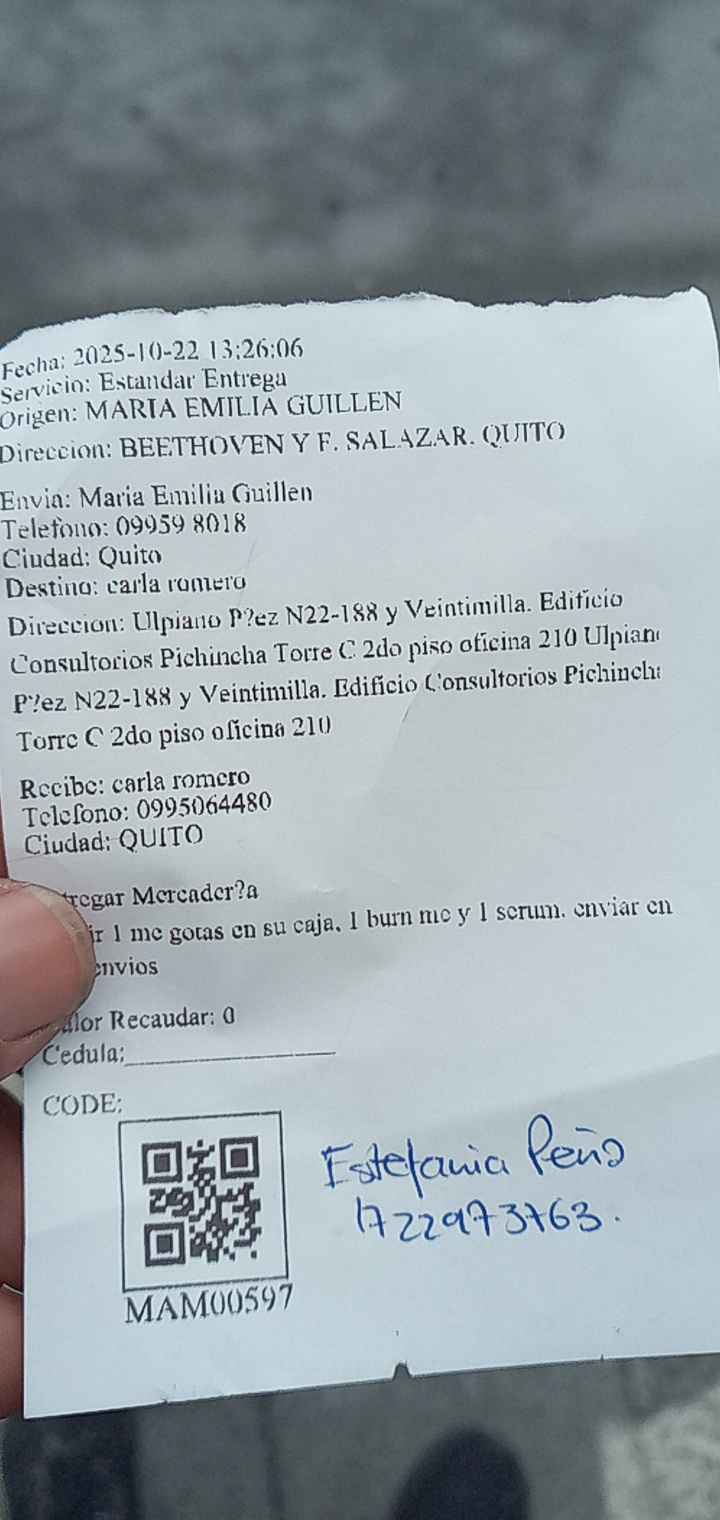 Fecha: 2025-10-22 13:26:06
Servicio: Estandar Entrega
Origen: MARIA EMILIA GUILLEN
Direccion: BEETHOVEN Y F. SALAZAR. QUITO
Envia: Maria Emilia Guillen
Telefono: 09959 8018
Ciudad: Quito
Destino: carla romero
Direccion: Ulpiano P?ez N22-188 y Veintimilla. Edificio
Consultorios Pichincha Torre C 2do piso oficina 210 Ulpiano
P?ez N22-188 y Veintimilla. Edificio Consultorios Pichincha
Torre C 2do piso oficina 210
Recibe: carla romero
Telefono: 0995064480
Ciudad: QUITO
tregar Mercader?a
ir 1 me gotas en su caja, 1 burn me y 1 serum. enviar en
envios
alor Recaudar: 0
Cedula:
CODE:
Estefania Peña
1722973763.
MAM00597